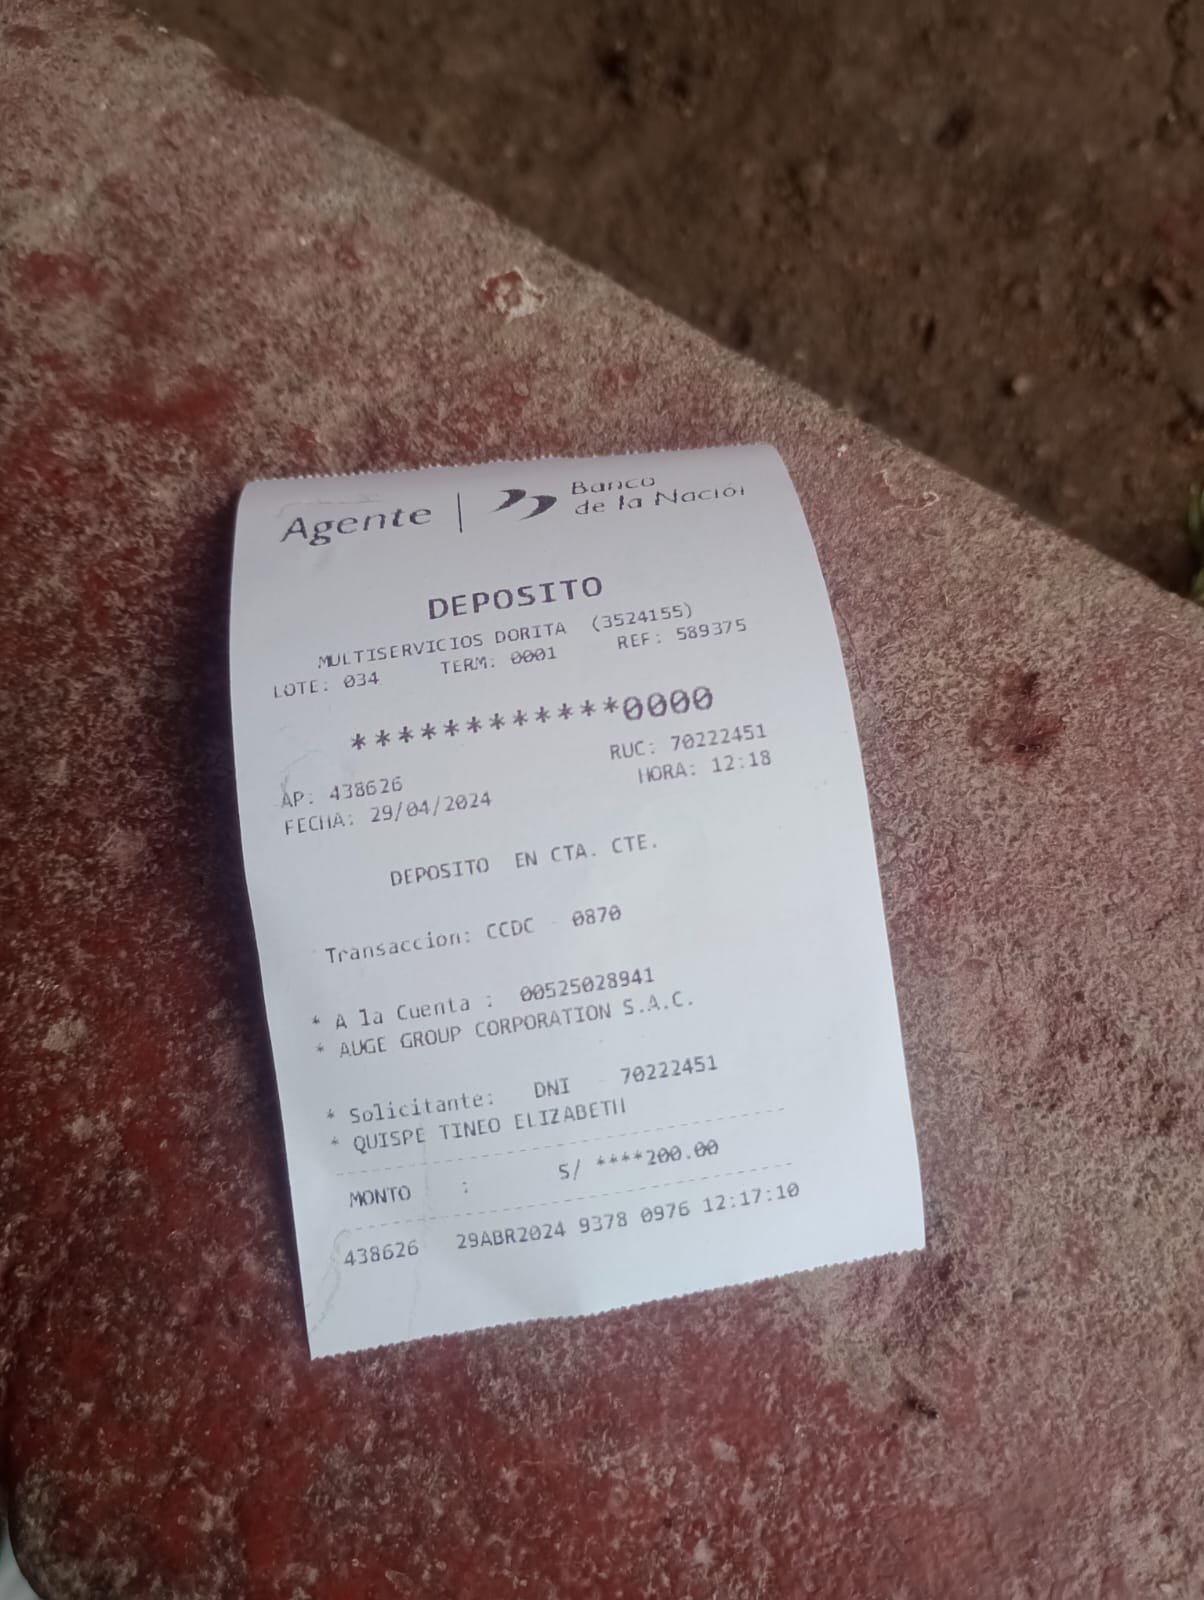 Agente | Banco
de la Nación
DEPOSITO
MULTISERVICIOS DORITA (3524155)
LOTE: 034 TERM: 0001 REF: 589375
************0000
AP: 438626 RUC: 70222451
FECHA: 29/04/2024 HORA: 12:18
DEPOSITO EN CTA. CTE.
Transaccion: CCDC - 0870
* A la Cuenta : 00525028941
* AUGE GROUP CORPORATION S.A.C.
* Solicitante: DNI - 70222451
* QUISPE TINEO ELIZABETH
MONTO : S/ ****200.00
438626 29ABR2024 9378 0976 12:17:10